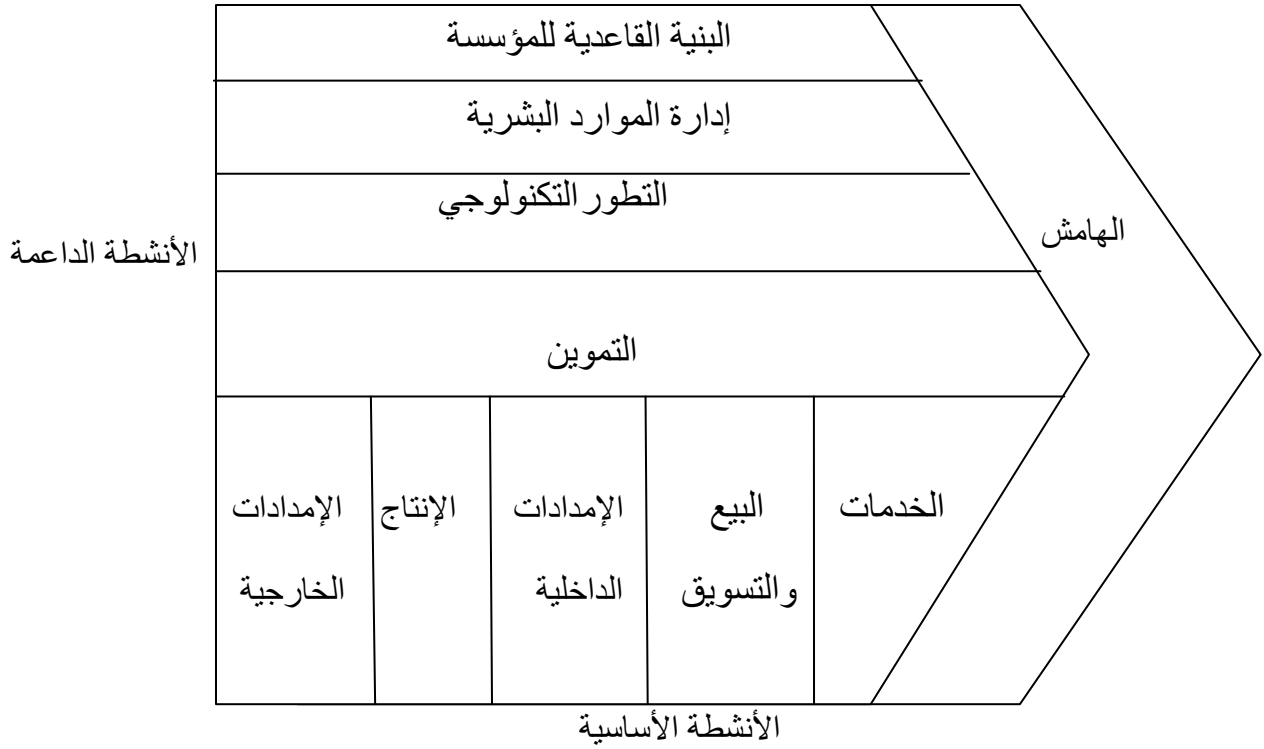 البنية القاعدية للمؤسسة
إدارة الموارد البشرية
التطور التكنولوجي
الهامش
الأنشطة الداعمة
التموين
الخدمات
البيع
والتسويق
الإمدادات
الداخلية
الإنتاج
الإمدادات
الخارجية
الأنشطة الأساسية